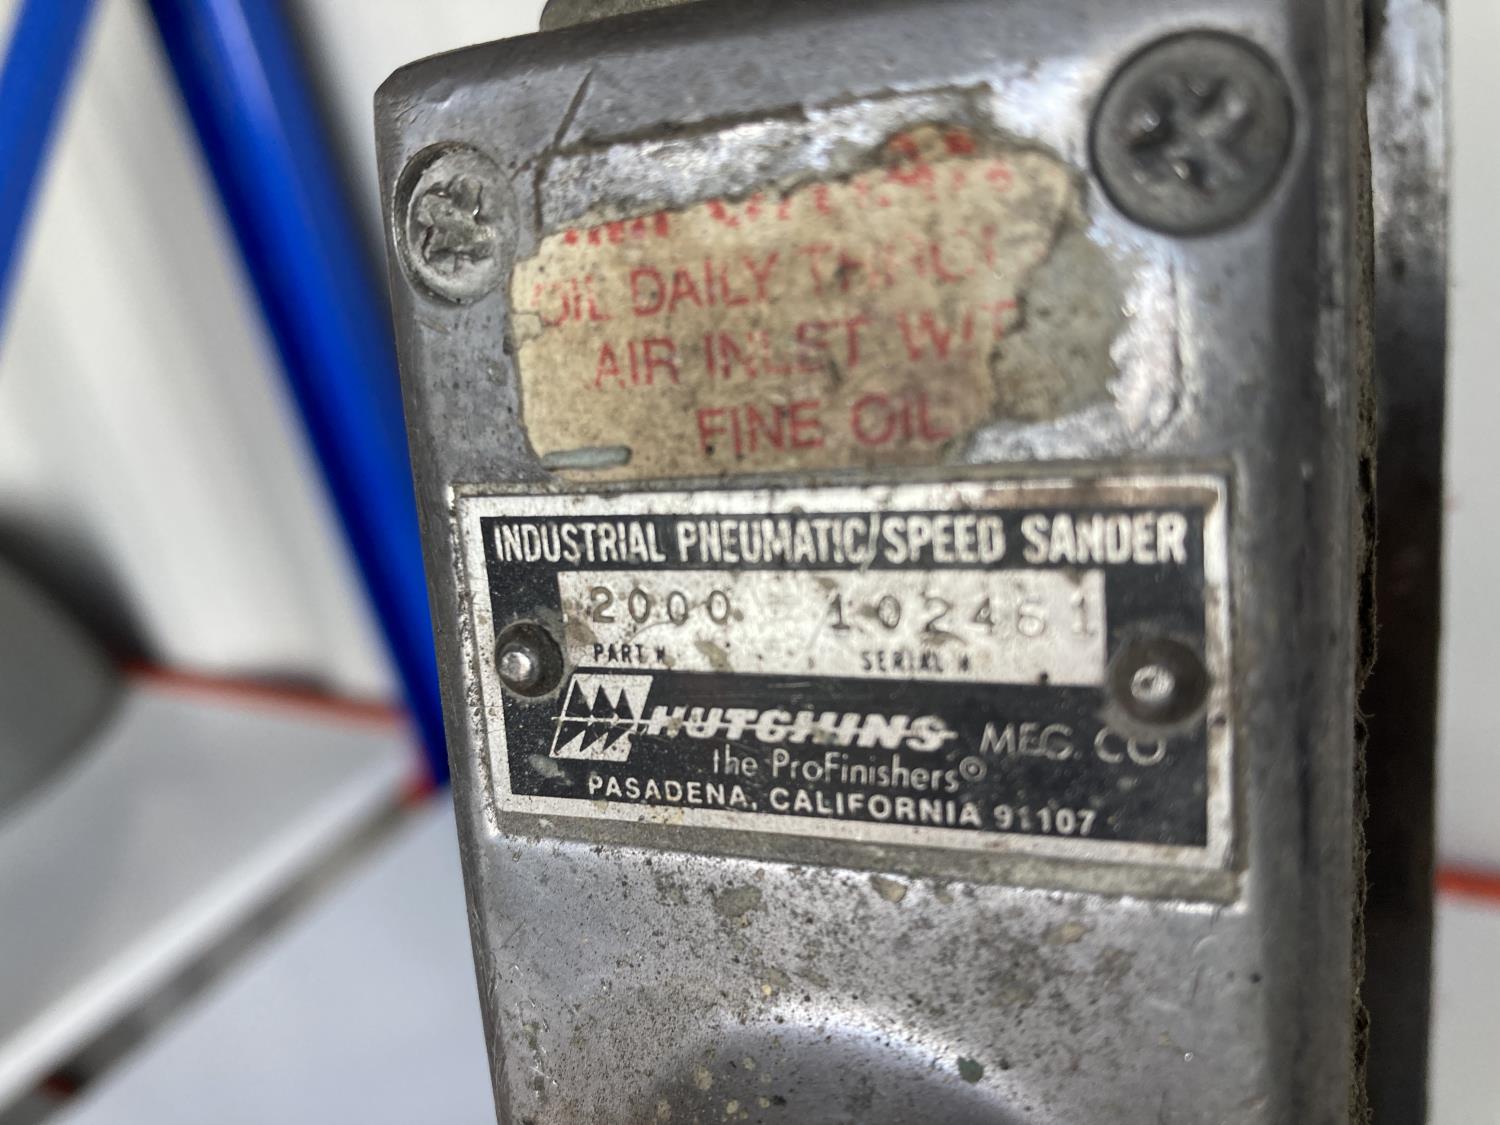 OIL DAILY
AIR INLET
FINE OIL
INDUSTRIAL PNEUMATIC/SPEED SANDER
2000 102461
PART # SERIAL #
HUTCHINS MFG. CO
the ProFinishers©
PASADENA, CALIFORNIA 91107